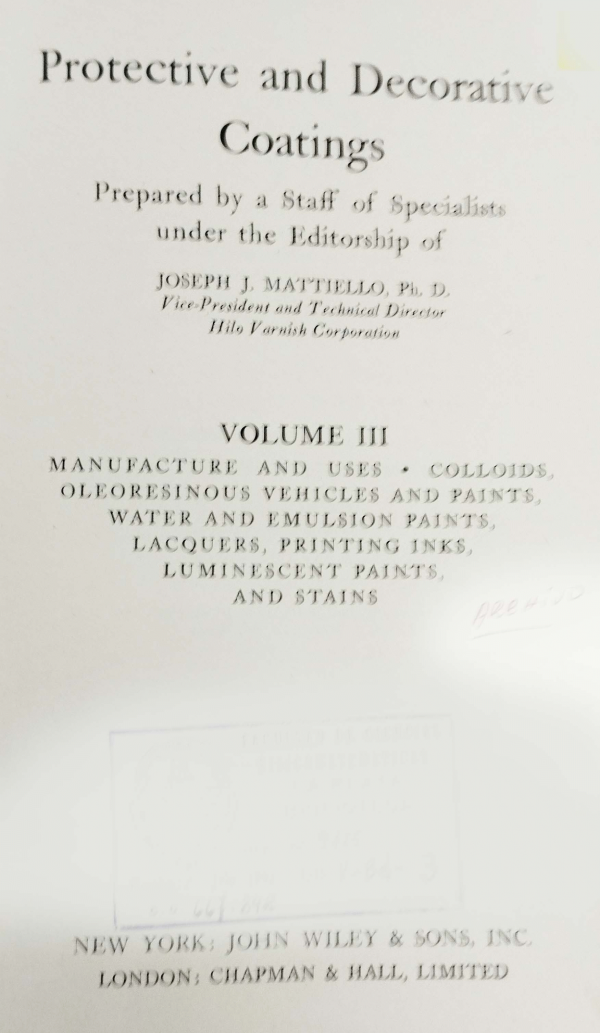 Protective and Decorative
Coatings
Prepared by a Staff of Specialists
under the Editorship of
JOSEPH J. MATTIELLO, Ph. D.
Vice-President and Technical Director
Hilo Varnish Corporation
VOLUME III
MANUFACTURE AND USES • COLLOIDS,
OLEORESINOUS VEHICLES AND PAINTS,
WATER AND EMULSION PAINTS,
LACQUERS, PRINTING INKS,
LUMINESCENT PAINTS,
AND STAINS
NEW YORK: JOHN WILEY & SONS, INC.
LONDON: CHAPMAN & HALL, LIMITED